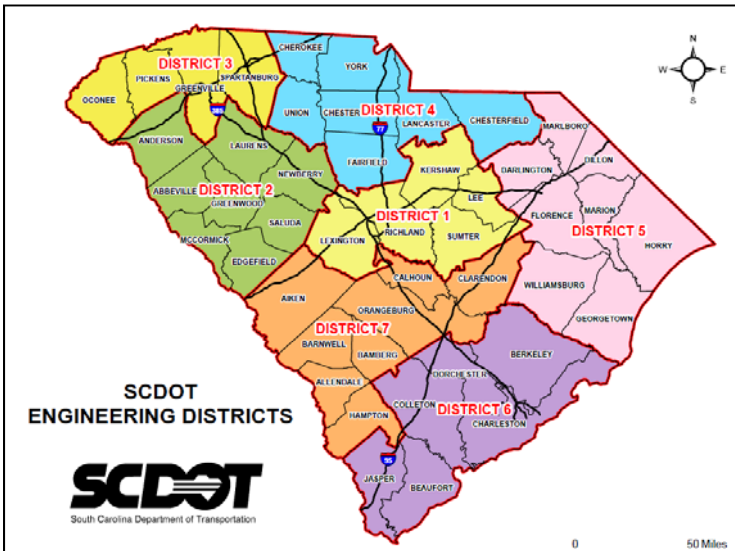 N
W E
S
CHEROKEE
YORK
DISTRICT 3
PICKENS
SPARTANBURG
GREENVILLE
OCONEE
385
UNION
CHESTER
DISTRICT 4
LANCASTER
CHESTERFIELD
77
MARLBORO
DILLON
ANDERSON
LAURENS
FAIRFIELD
KERSHAW
DARLINGTON
NEWBERRY
ABBEVILLE
DISTRICT 2
GREENWOOD
LEE
DISTRICT 1
FLORENCE
MARION
DISTRICT 5
HORRY
SALUDA
MCCORMICK
LEXINGTON
RICHLAND
SUMTER
EDGEFIELD
CALHOUN
CLARENDON
WILLIAMSBURG
AIKEN
ORANGEBURG
GEORGETOWN
DISTRICT 7
BARNWELL
BAMBERG
BERKELEY
ALLENDALE
DORCHESTER
HAMPTON
COLLETON
DISTRICT 6
CHARLESTON
95
JASPER
BEAUFORT
SCDOT
ENGINEERING DISTRICTS
SCDOT
South Carolina Department of Transportation
0 50 Miles